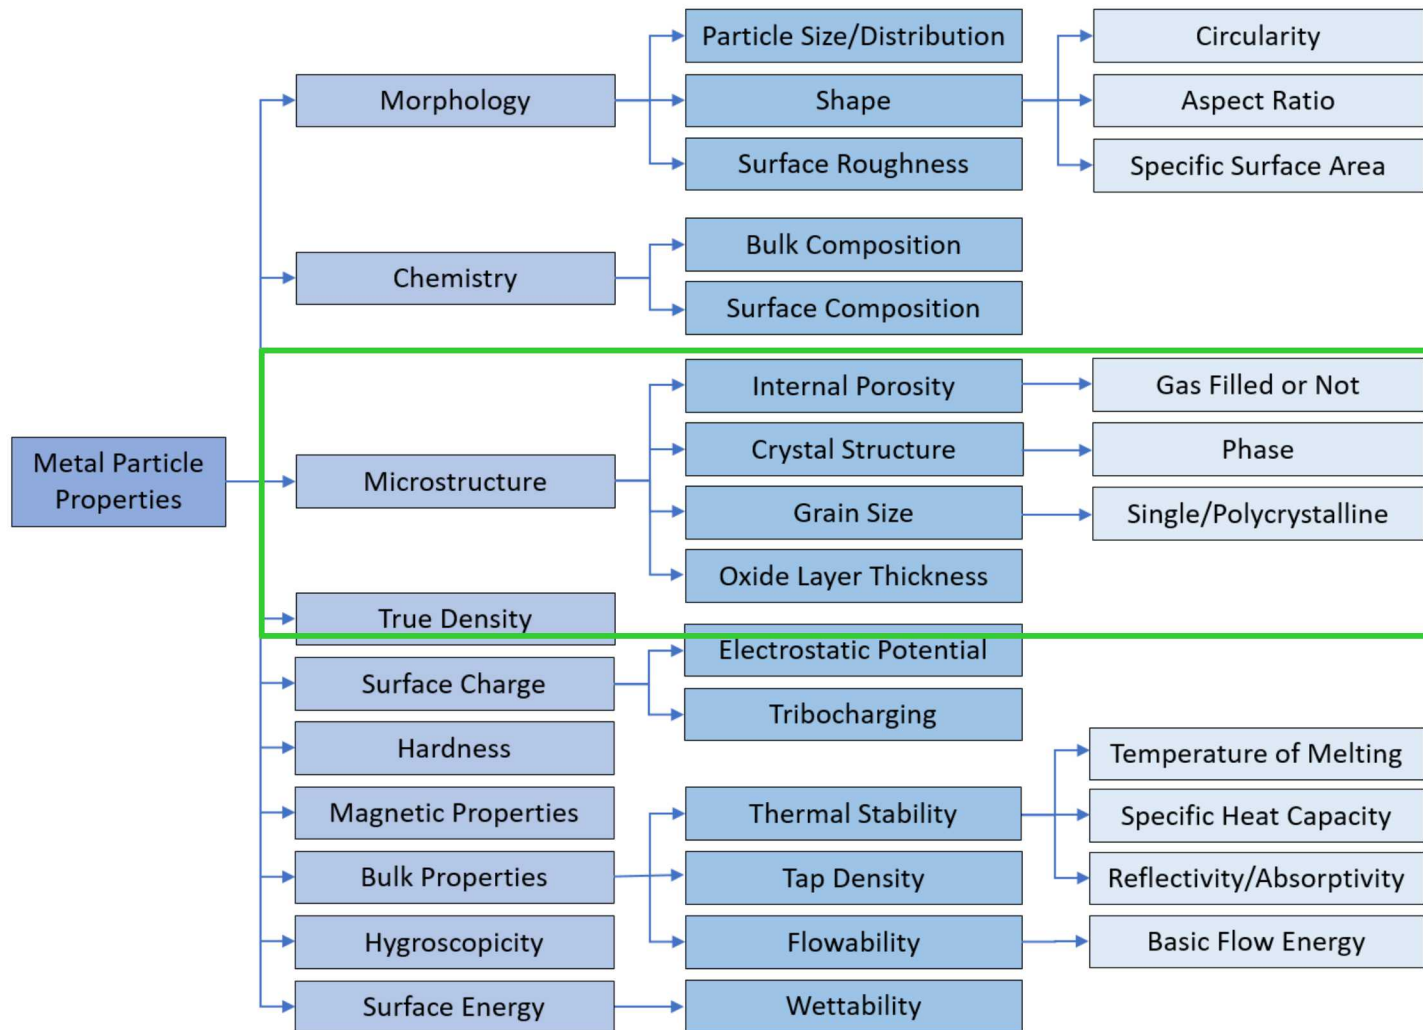 Particle Size/Distribution
Circularity
Morphology
Shape
Aspect Ratio
Surface Roughness
Specific Surface Area
Bulk Composition
Chemistry
Surface Composition
Internal Porosity
Gas Filled or Not
Crystal Structure
Phase
Metal Particle
Properties
Microstructure
Grain Size
Single/Polycrystalline
Oxide Layer Thickness
True Density
Electrostatic Potential
Surface Charge
Tribocharging
Hardness
Temperature of Melting
Magnetic Properties
Thermal Stability
Specific Heat Capacity
Bulk Properties
Tap Density
Reflectivity/Absorptivity
Hygroscopicity
Flowability
Basic Flow Energy
Surface Energy
Wettability